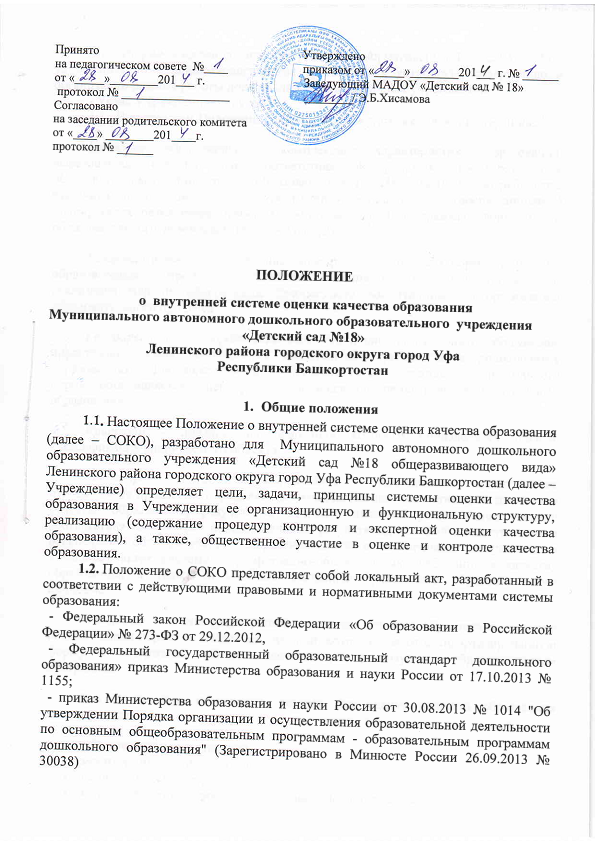 Принято
на педагогическом совете № 1
от « 28 » 08 2014 г.
протокол № 1
Согласовано
на заседании родительского комитета
от « 28 » 08 2014 г.
протокол № 1
Утверждено
приказом от « 28 » 08 2014 г. № 1
Заведующий МАДОУ «Детский сад № 18»
Э.Б.Хисамова
ПОЛОЖЕНИЕ
о внутренней системе оценки качества образования
Муниципального автономного дошкольного образовательного учреждения
«Детский сад №18»
Ленинского района городского округа город Уфа
Республики Башкортостан
1. Общие положения
1.1. Настоящее Положение о внутренней системе оценки качества образования
(далее – СОКО), разработано для Муниципального автономного дошкольного
образовательного учреждения «Детский сад №18 общеразвивающего вида»
Ленинского района городского округа город Уфа Республики Башкортостан (далее –
Учреждение) определяет цели, задачи, принципы системы оценки качества
образования в Учреждении ее организационную и функциональную структуру,
реализацию (содержание процедур контроля и экспертной оценки качества
образования), а также, общественное участие в оценке и контроле качества
образования.
1.2. Положение о СОКО представляет собой локальный акт, разработанный в
соответствии с действующими правовыми и нормативными документами системы
образования:
- Федеральный закон Российской Федерации «Об образовании в Российской
Федерации» № 273-ФЗ от 29.12.2012,
- Федеральный государственный образовательный стандарт дошкольного
образования» приказ Министерства образования и науки России от 17.10.2013 №
1155;
- приказ Министерства образования и науки России от 30.08.2013 № 1014 "Об
утверждении Порядка организации и осуществления образовательной деятельности
по основным общеобразовательным программам - образовательным программам
дошкольного образования" (Зарегистрировано в Минюсте России 26.09.2013 №
30038)